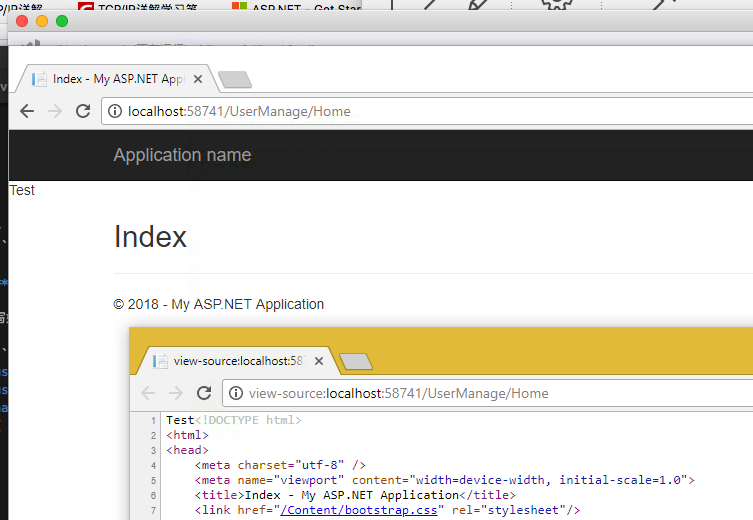 TCP/IP详解学习笔
ASP.NET - Get Star
Index - My ASP.NET Appl
localhost:58741/UserManage/Home
Application name
Test
Index
© 2018 - My ASP.NET Application
view-source:localhost:587
view-source:localhost:58741/UserManage/Home
1 Test<!DOCTYPE html>
2 <html>
3 <head>
4 <meta charset="utf-8" />
5 <meta name="viewport" content="width=device-width, initial-scale=1.0">
6 <title>Index - My ASP.NET Application</title>
7 <link href="/Content/bootstrap.css" rel="stylesheet"/>